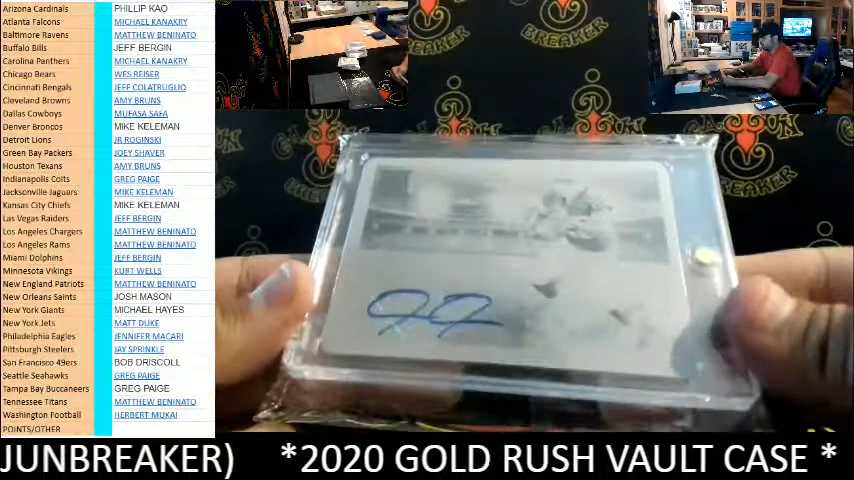 Arizona Cardinals PHILLIP KAO
Atlanta Falcons MICHAEL KANAKRY
Baltimore Ravens MATTHEW BENINATO
Buffalo Bills JEFF BERGIN
Carolina Panthers MICHAEL KANAKRY
Chicago Bears WES REISER
Cincinnati Bengals JEFF COLATRUGLIO
Cleveland Browns AMY BRUNS
Dallas Cowboys MUFASA SAFA
Denver Broncos MIKE KELEMAN
Detroit Lions JR ROGINSKI
Green Bay Packers JOEY SHAVER
Houston Texans AMY BRUNS
Indianapolis Colts GREG PAIGE
Jacksonville Jaguars MIKE KELEMAN
Kansas City Chiefs MIKE KELEMAN
Las Vegas Raiders JEFF BERGIN
Los Angeles Chargers MATTHEW BENINATO
Los Angeles Rams MATTHEW BENINATO
Miami Dolphins JEFF BERGIN
Minnesota Vikings KURT WELLS
New England Patriots MATTHEW BENINATO
New Orleans Saints JOSH MASON
New York Giants MICHAEL HAYES
New York Jets MATT DUKE
Philadelphia Eagles JENNIFER MACARI
Pittsburgh Steelers JAY SPRINKLE
San Francisco 49ers BOB DRISCOLL
Seattle Seahawks GREG PAIGE
Tampa Bay Buccaneers GREG PAIGE
Tennessee Titans MATTHEW BENINATO
Washington Football HERBERT MUKAI
POINTS/OTHER
CAJUN
BREAKER
BREAKER
BREAKER
BREAKER
JUNBREAKER) *2020 GOLD RUSH VAULT CASE *